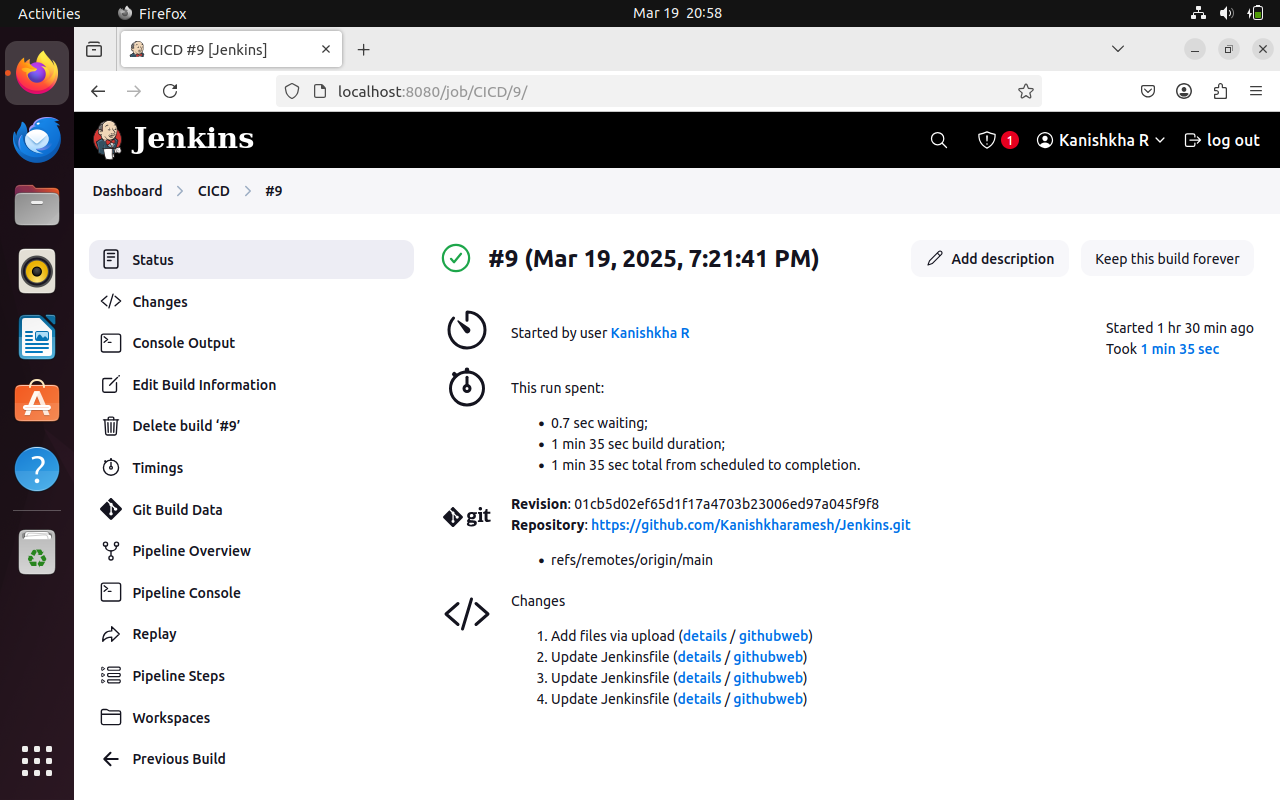 Activities Firefox Mar 19 20:58
CICD #9 [Jenkins]
localhost:8080/job/CICD/9/
Jenkins 1 Kanishkha R log out
Dashboard CICD #9
Status
Changes
Console Output
Edit Build Information
Delete build ‘#9’
Timings
Git Build Data
Pipeline Overview
Pipeline Console
Replay
Pipeline Steps
Workspaces
Previous Build
#9 (Mar 19, 2025, 7:21:41 PM)
Add description
Keep this build forever
Started by user Kanishkha R
Started 1 hr 30 min ago
Took 1 min 35 sec
This run spent:
• 0.7 sec waiting;
• 1 min 35 sec build duration;
• 1 min 35 sec total from scheduled to completion.
git
Revision: 01cb5d02ef65d1f17a4703b23006ed97a045f9f8
Repository: https://github.com/Kanishkharamesh/Jenkins.git
• refs/remotes/origin/main
Changes
1. Add files via upload (details / githubweb)
2. Update Jenkinsfile (details / githubweb)
3. Update Jenkinsfile (details / githubweb)
4. Update Jenkinsfile (details / githubweb)